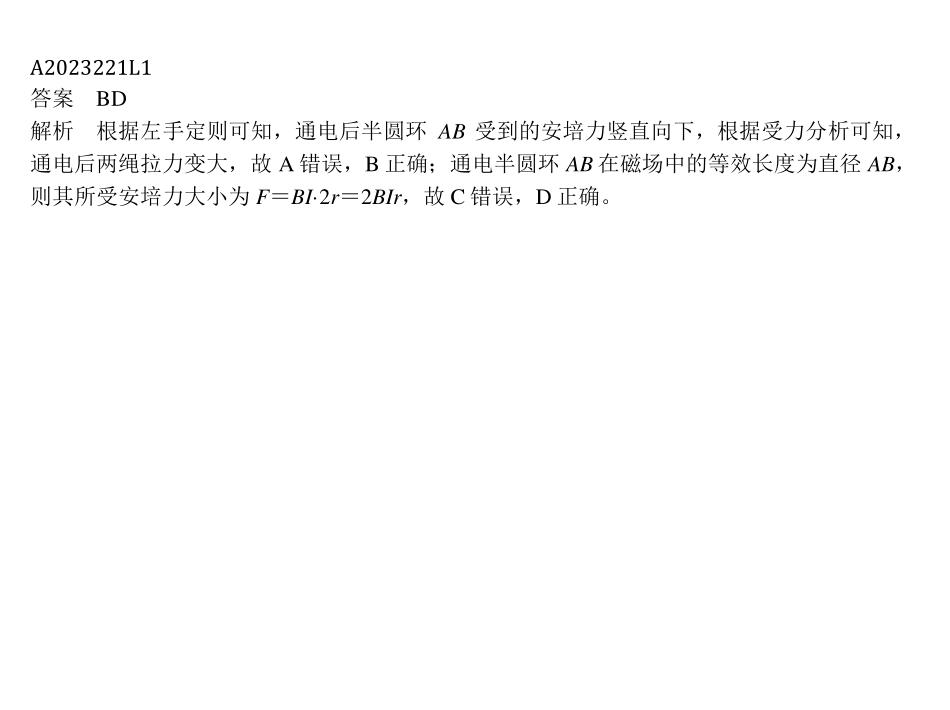 A2023221L1
答案　BD
解析　根据左手定则可知，通电后半圆环 AB 受到的安培力竖直向下，根据受力分析可知，
通电后两绳拉力变大，故 A 错误，B 正确；通电半圆环 AB 在磁场中的等效长度为直径 AB，
则其所受安培力大小为 F＝BI·2r＝2BIr，故 C 错误，D 正确。